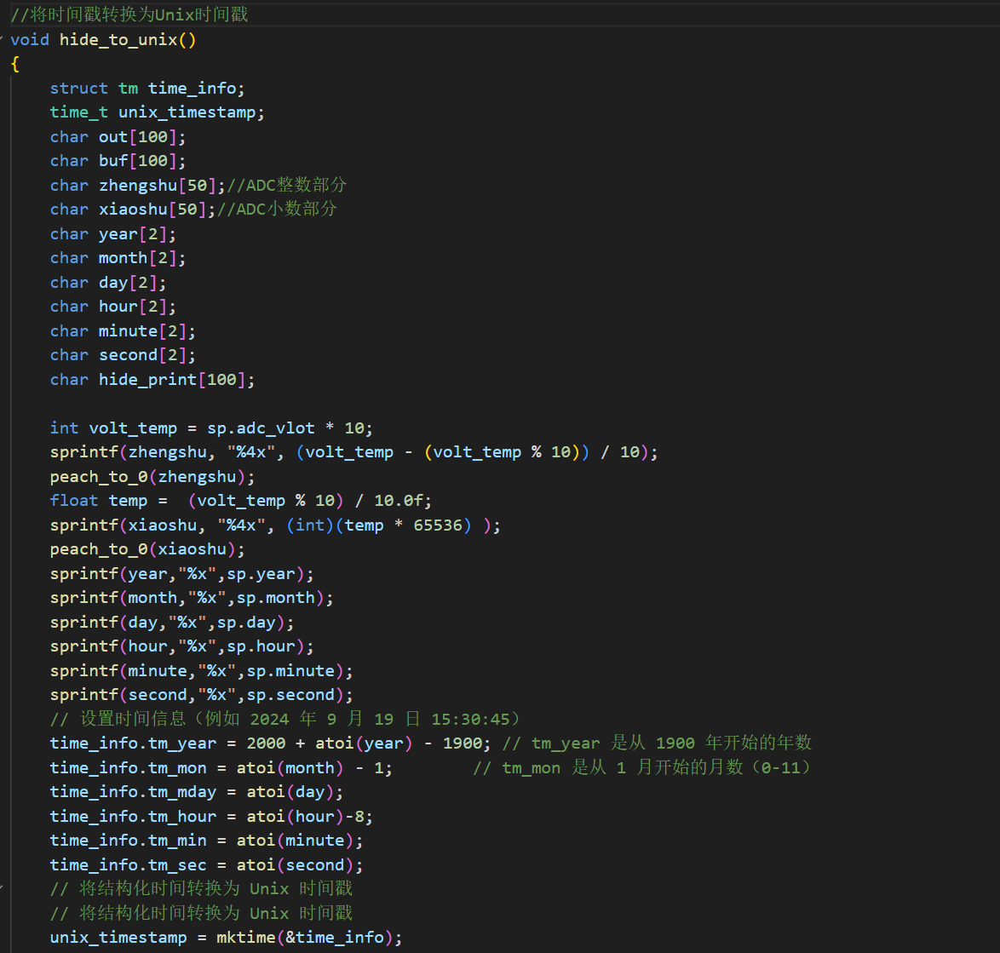 //将时间戳转换为Unix时间戳
void hide_to_unix()
{
    struct tm time_info;
    time_t unix_timestamp;
    char out[100];
    char buf[100];
    char zhengshu[50];//ADC整数部分
    char xiaoshu[50];//ADC小数部分
    char year[2];
    char month[2];
    char day[2];
    char hour[2];
    char minute[2];
    char second[2];
    char hide_print[100];

    int volt_temp = sp.adc_vlot * 10;
    sprintf(zhengshu, "%4x", (volt_temp - (volt_temp % 10)) / 10);
    peach_to_0(zhengshu);
    float temp =  (volt_temp % 10) / 10.0f;
    sprintf(xiaoshu, "%4x", (int)(temp * 65536) );
    peach_to_0(xiaoshu);
    sprintf(year,"%x",sp.year);
    sprintf(month,"%x",sp.month);
    sprintf(day,"%x",sp.day);
    sprintf(hour,"%x",sp.hour);
    sprintf(minute,"%x",sp.minute);
    sprintf(second,"%x",sp.second);
    // 设置时间信息（例如 2024 年 9 月 19 日 15:30:45）
    time_info.tm_year = 2000 + atoi(year) - 1900; // tm_year 是从 1900 年开始的年数
    time_info.tm_mon = atoi(month) - 1;        // tm_mon 是从 1 月开始的月数（0-11）
    time_info.tm_mday = atoi(day);
    time_info.tm_hour = atoi(hour)-8;
    time_info.tm_min = atoi(minute);
    time_info.tm_sec = atoi(second);
    // 将结构化时间转换为 Unix 时间戳
    // 将结构化时间转换为 Unix 时间戳
    unix_timestamp = mktime(&time_info);